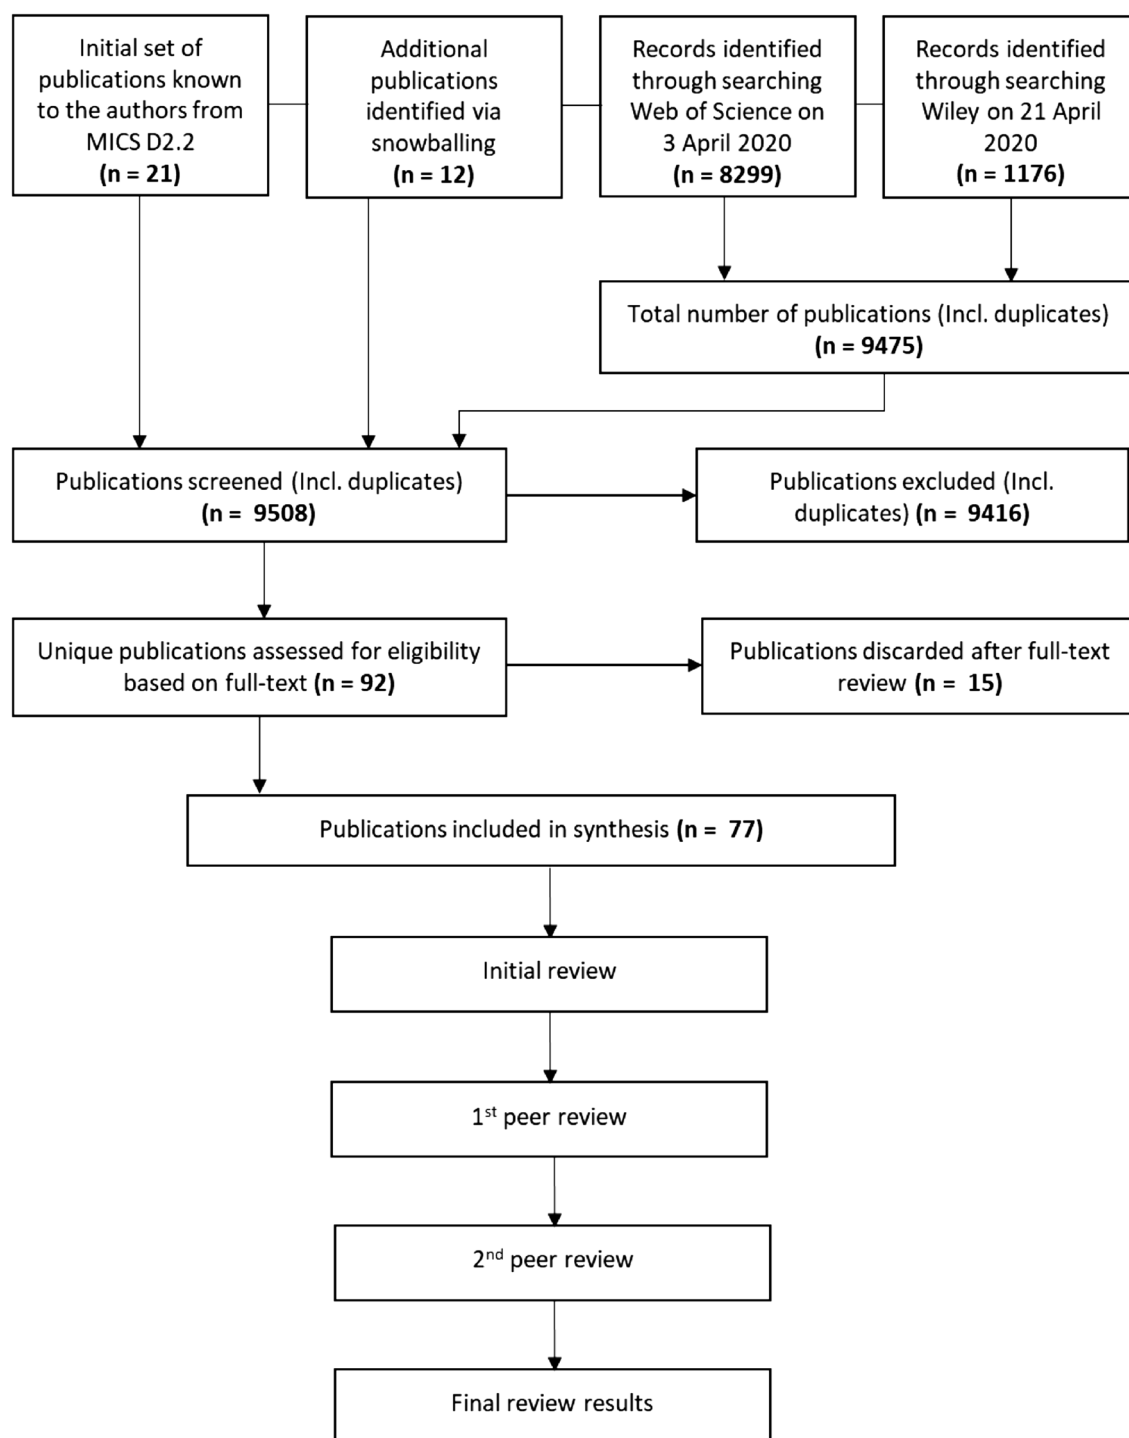 Initial set of
publications known
to the authors from
MICS D2.2
(n = 21)
Additional
publications
identified via
snowballing
(n = 12)
Records identified
through searching
Web of Science on
3 April 2020
(n = 8299)
Records identified
through searching
Wiley on 21 April
2020
(n = 1176)
Total number of publications (Incl. duplicates)
(n = 9475)
Publications screened (Incl. duplicates)
(n =  9508)
Publications excluded (Incl.
duplicates) (n =  9416)
Unique publications assessed for eligibility
based on full-text (n = 92)
Publications discarded after full-text
review (n =  15)
Publications included in synthesis (n =  77)
Initial review
1st peer review
2nd peer review
Final review results